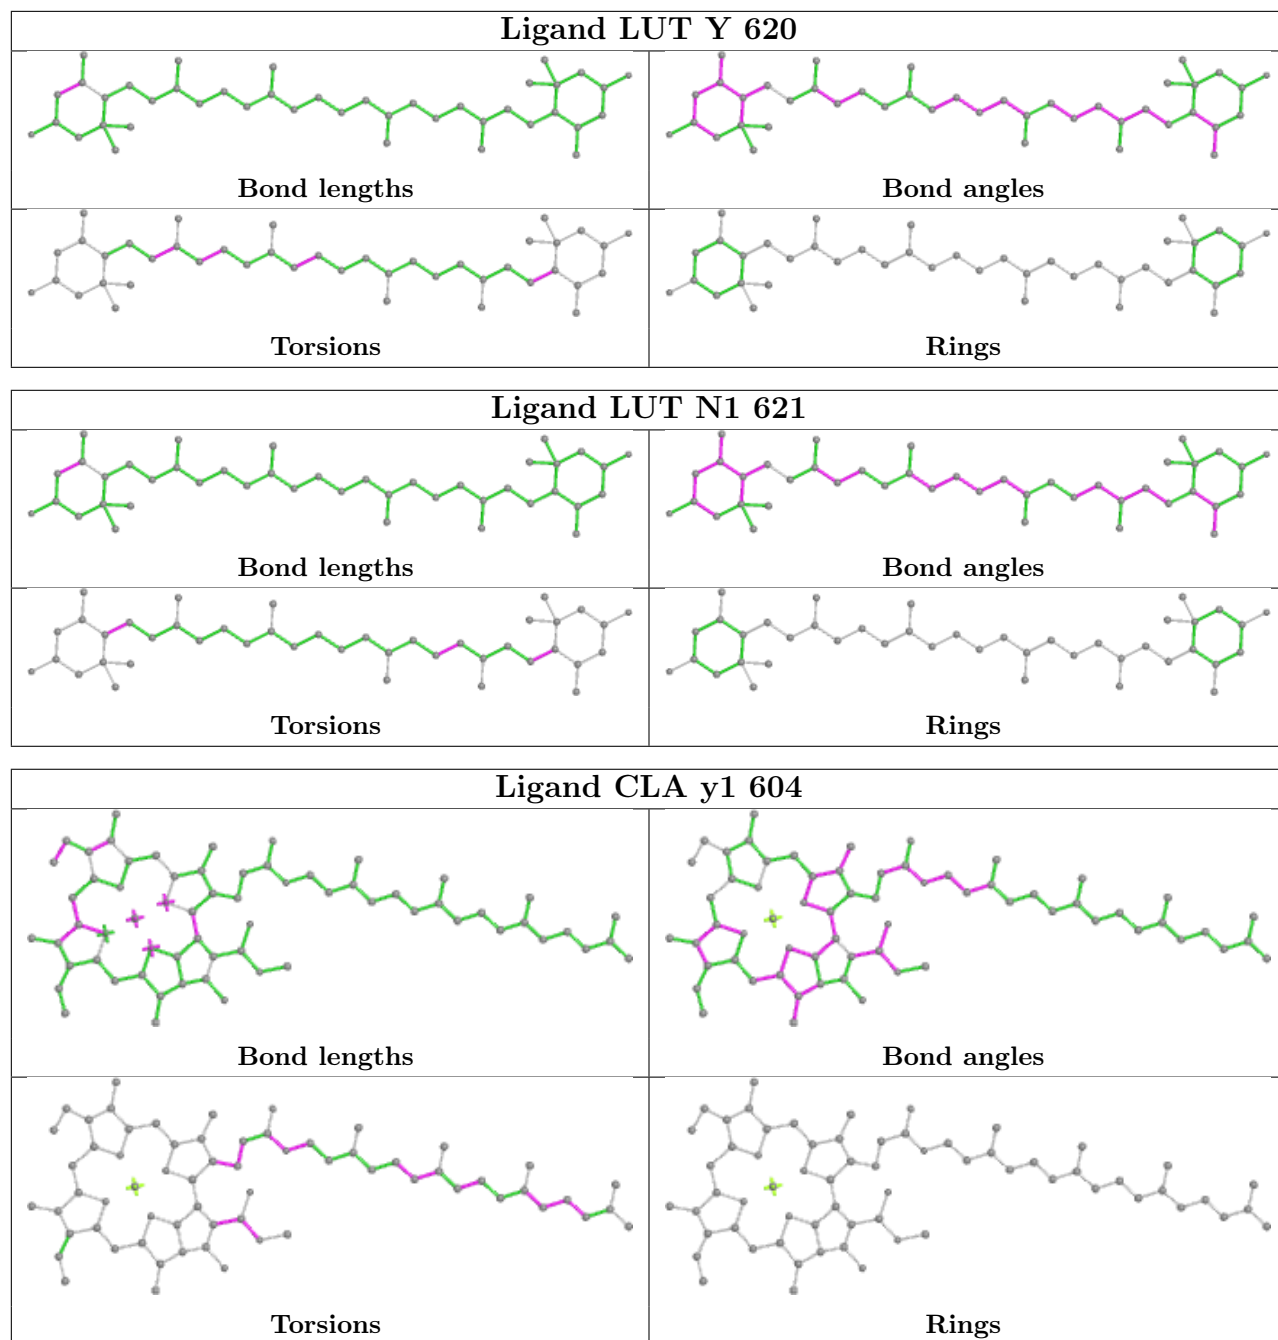 Ligand LUT Y 620
Bond lengths
Bond angles
Torsions
Rings
Ligand LUT N1 621
Bond lengths
Bond angles
Torsions
Rings
Ligand CLA y1 604
Bond lengths
Bond angles
Torsions
Rings